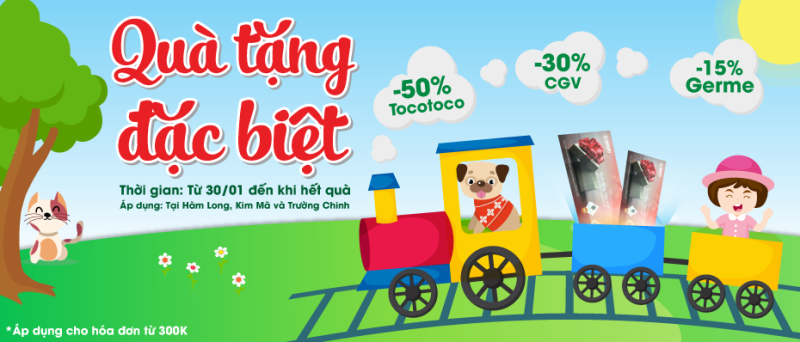 Quà tặng
đặc biệt
Thời gian: Từ 30/01 đến khi hết quà
Áp dụng: Tại Hàm Long, Kim Mã và Trường Chinh
-50%
Tocotoco
-30%
CGV
-15%
Germe
*Áp dụng cho hóa đơn từ 300K